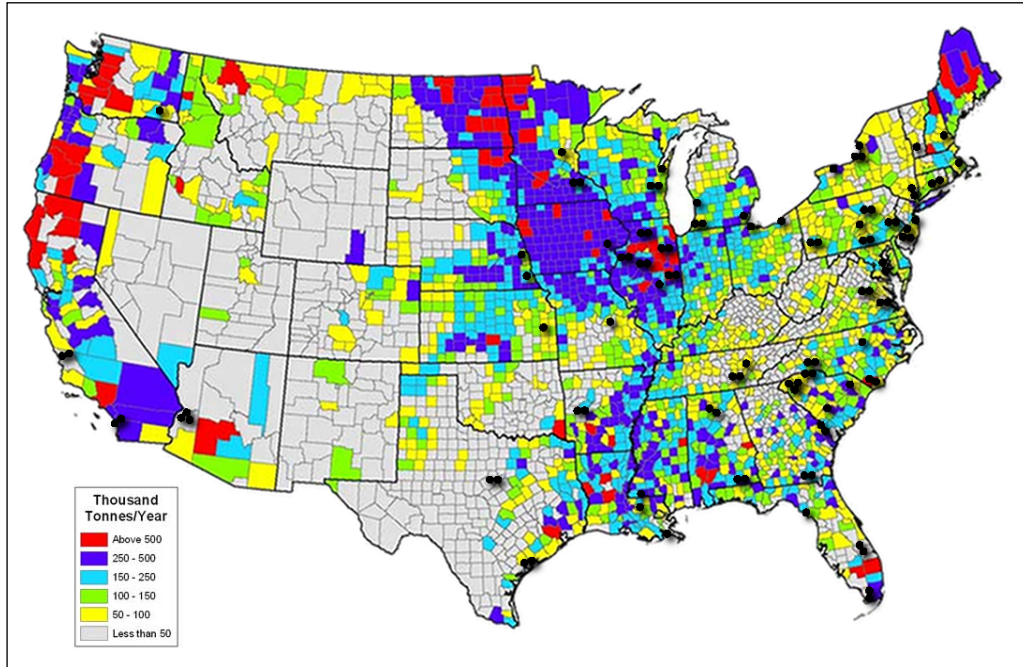 Thousand
Tonnes/Year
Above 500
250 - 500
150 - 250
100 - 150
50 - 100
Less than 50